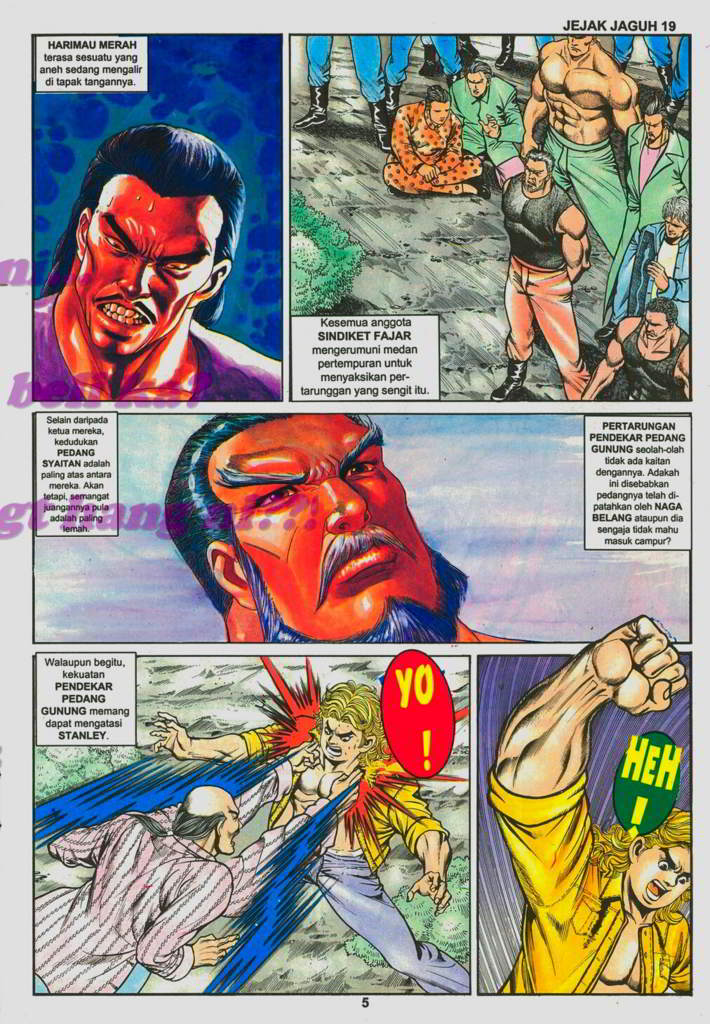 JEJAK JAGUH 19
HARIMAU MERAH
terasa sesuatu yang
aneh sedang mengalir
di tapak tangannya.
Kesemua anggota
SINDIKET FAJAR
mengerumuni medan
pertempuran untuk
menyaksikan per-
tarunggan yang sengit itu.
Selain daripada
ketua mereka,
kedudukan
PEDANG
SYAITAN adalah
paling atas antara
mereka. Akan
tetapi, semangat
juangannya pula
adalah paling
lemah.
PERTARUNGAN
PENDEKAR PEDANG
GUNUNG seolah-olah
tidak ada kaitan
dengannya. Adakah
ini disebabkan
pedangnya telah di-
patahkan oleh NAGA
BELANG ataupun dia
sengaja tidak mahu
masuk campur?
Walaupun begitu,
kekuatan
PENDEKAR
PEDANG
GUNUNG memang
dapat mengatasi
STANLEY.
YO
!
HEH
!
5